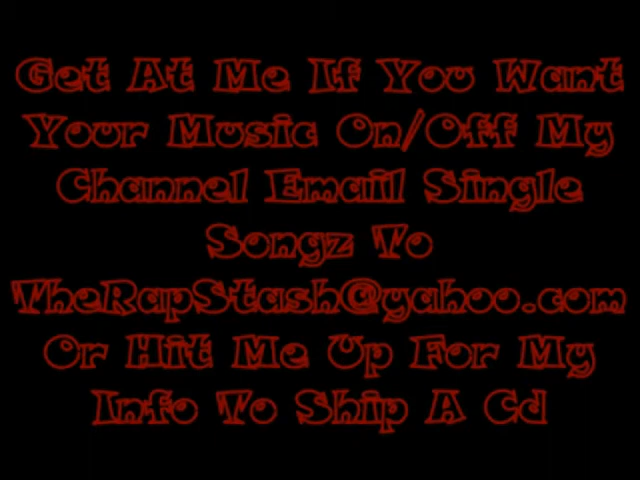 Get At Me If You Want
Your Music On/Off My
Channel Email Single
Songz To
TheRapStash@yahoo.com
Or Hit Me Up For My
Info To Ship A Cd